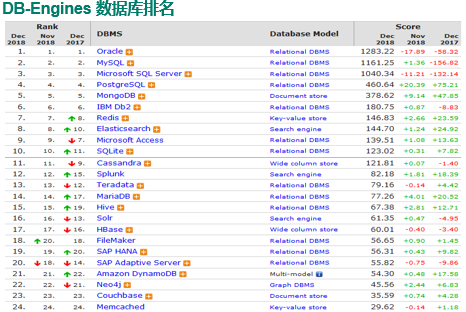 DB-Engines 数据库排名
Rank Score
Dec 2018 Nov 2018 Dec 2017 DBMS Database Model Dec 2018 Nov 2018 Dec 2017
1. 1. 1. Oracle Relational DBMS 1283.22 -17.89 -58.32
2. 2. 2. MySQL Relational DBMS 1161.25 +1.36 -156.82
3. 3. 3. Microsoft SQL Server Relational DBMS 1040.34 -11.21 -132.14
4. 4. 4. PostgreSQL Relational DBMS 460.64 +20.39 +75.21
5. 5. 5. MongoDB Document store 378.62 +9.14 +47.85
6. 6. 6. IBM Db2 Relational DBMS 180.75 +0.87 -8.83
7. 7. 8. Redis Key-value store 146.83 +2.66 +23.59
8. 8. 10. Elasticsearch Search engine 144.70 +1.24 +24.92
9. 9. 7. Microsoft Access Relational DBMS 139.51 +1.08 +13.63
10. 10. 11. SQLite Relational DBMS 123.02 +0.31 +7.82
11. 11. 9. Cassandra Wide column store 121.81 +0.07 -1.40
12. 12. 15. Splunk Search engine 82.18 +1.81 +18.39
13. 13. 12. Teradata Relational DBMS 79.16 -0.14 +4.42
14. 14. 17. MariaDB Relational DBMS 77.26 +4.01 +20.52
15. 15. 19. Hive Relational DBMS 67.38 +2.81 +12.71
16. 16. 13. Solr Search engine 61.35 +0.47 -4.95
17. 17. 16. HBase Wide column store 60.01 -0.40 -3.40
18. 20. 18. FileMaker Relational DBMS 56.65 +0.90 +1.45
19. 19. 20. SAP HANA Relational DBMS 56.31 +0.43 +9.82
20. 18. 14. SAP Adaptive Server Relational DBMS 55.82 -0.75 -9.86
21. 21. 22. Amazon DynamoDB Multi-model 54.30 +0.48 +17.58
22. 22. 21. Neo4j Graph DBMS 45.56 +2.44 +6.83
23. 23. 23. Couchbase Document store 35.59 +0.74 +4.28
24. 24. 24. Memcached Key-value store 29.62 -0.14 +1.18